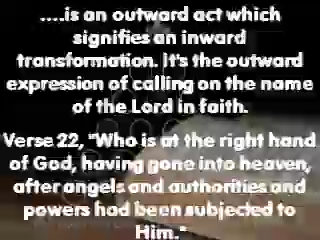 ....is an outward act which
signifies an inward
transformation. It's the outward
expression of calling on the name
of the Lord in faith.
Verse 22, "Who is at the right hand
of God, having gone into heaven,
after angels and authorities and
powers had been subjected to
Him."